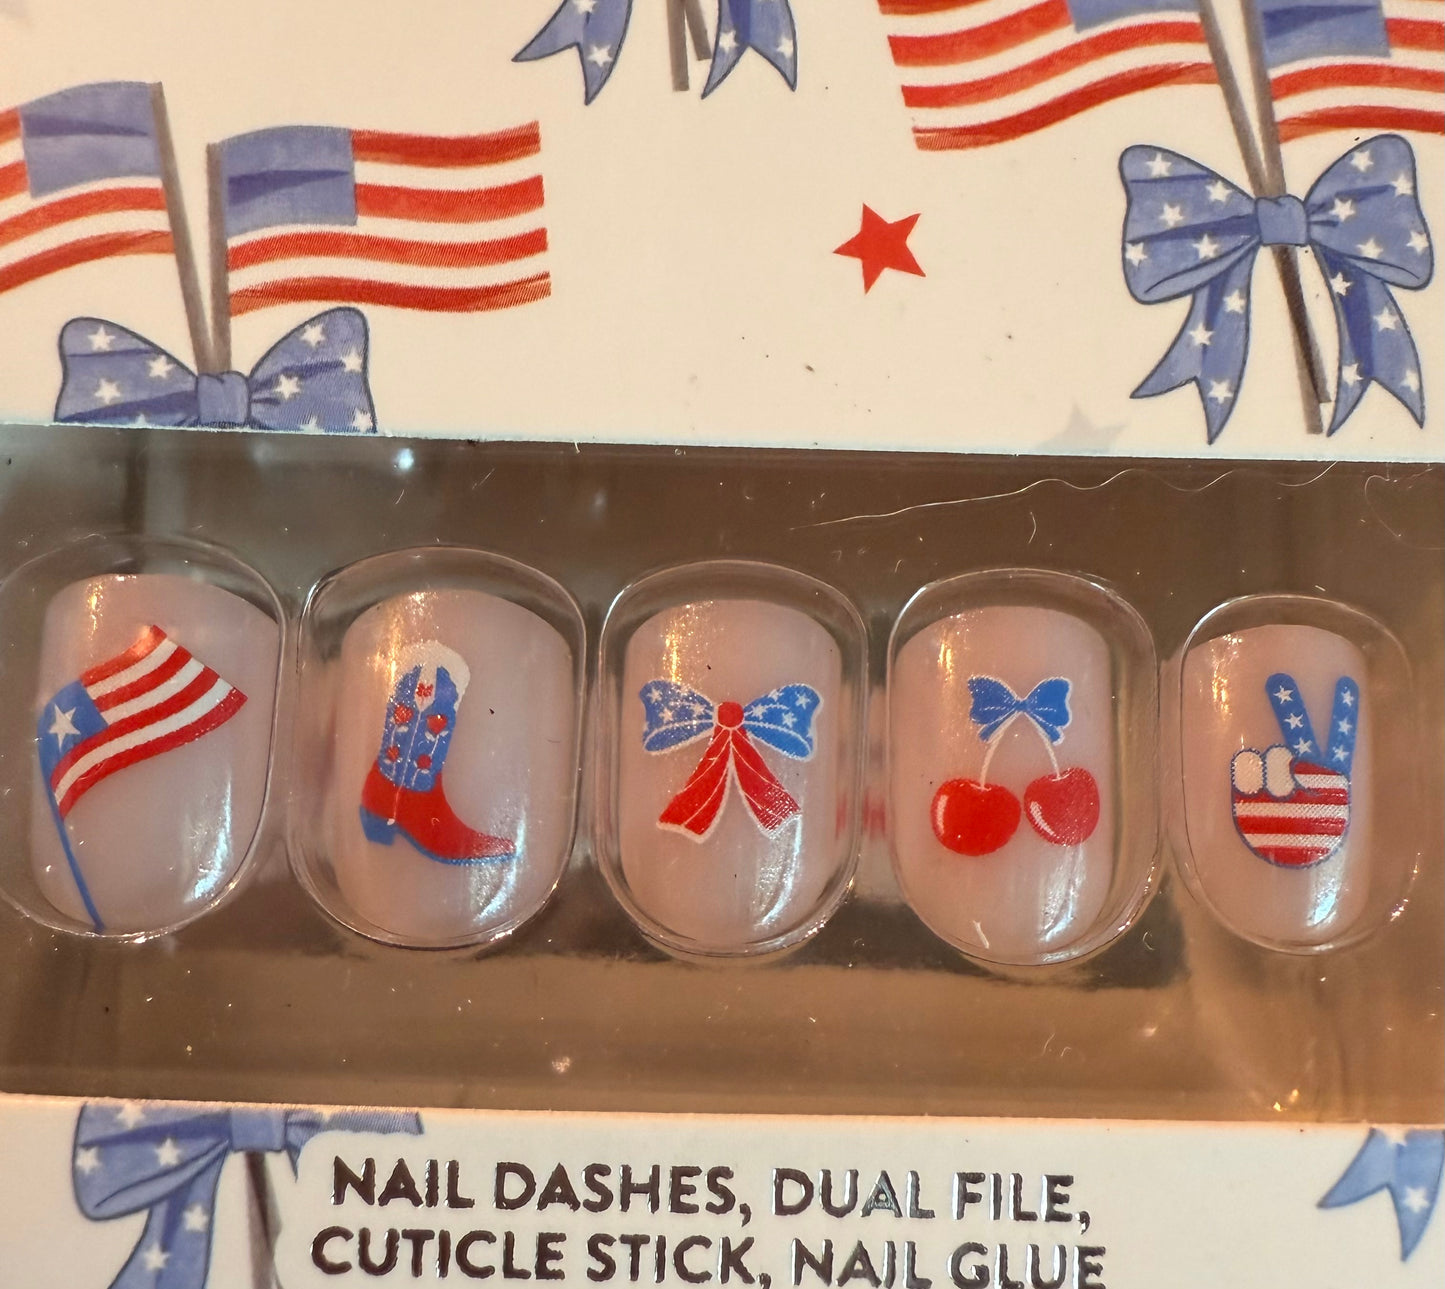 NAIL DASHES, DUAL FILE,
CUTICLE STICK, NAIL GLUE